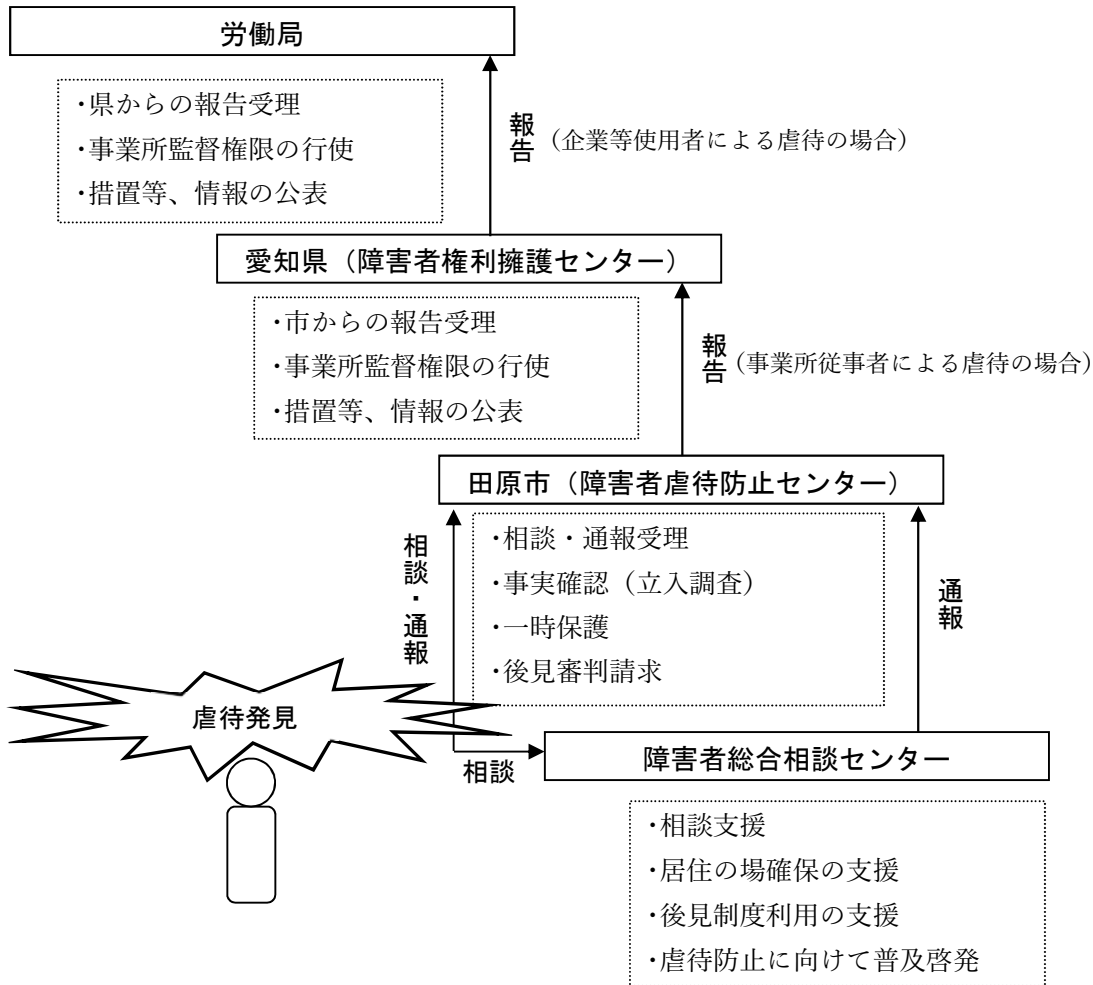 労働局
・県からの報告受理
・事業所監督権限の行使
・措置等、情報の公表
報告
(企業等使用者による虐待の場合)
愛知県（障害者権利擁護センター）
・市からの報告受理
・事業所監督権限の行使
・措置等、情報の公表
報告
(事業所従事者による虐待の場合)
田原市（障害者虐待防止センター）
・相談・通報受理
・事実確認（立入調査）
・一時保護
・後見審判請求
相談・通報
通報
虐待発見
相談
障害者総合相談センター
・相談支援
・居住の場確保の支援
・後見制度利用の支援
・虐待防止に向けて普及啓発